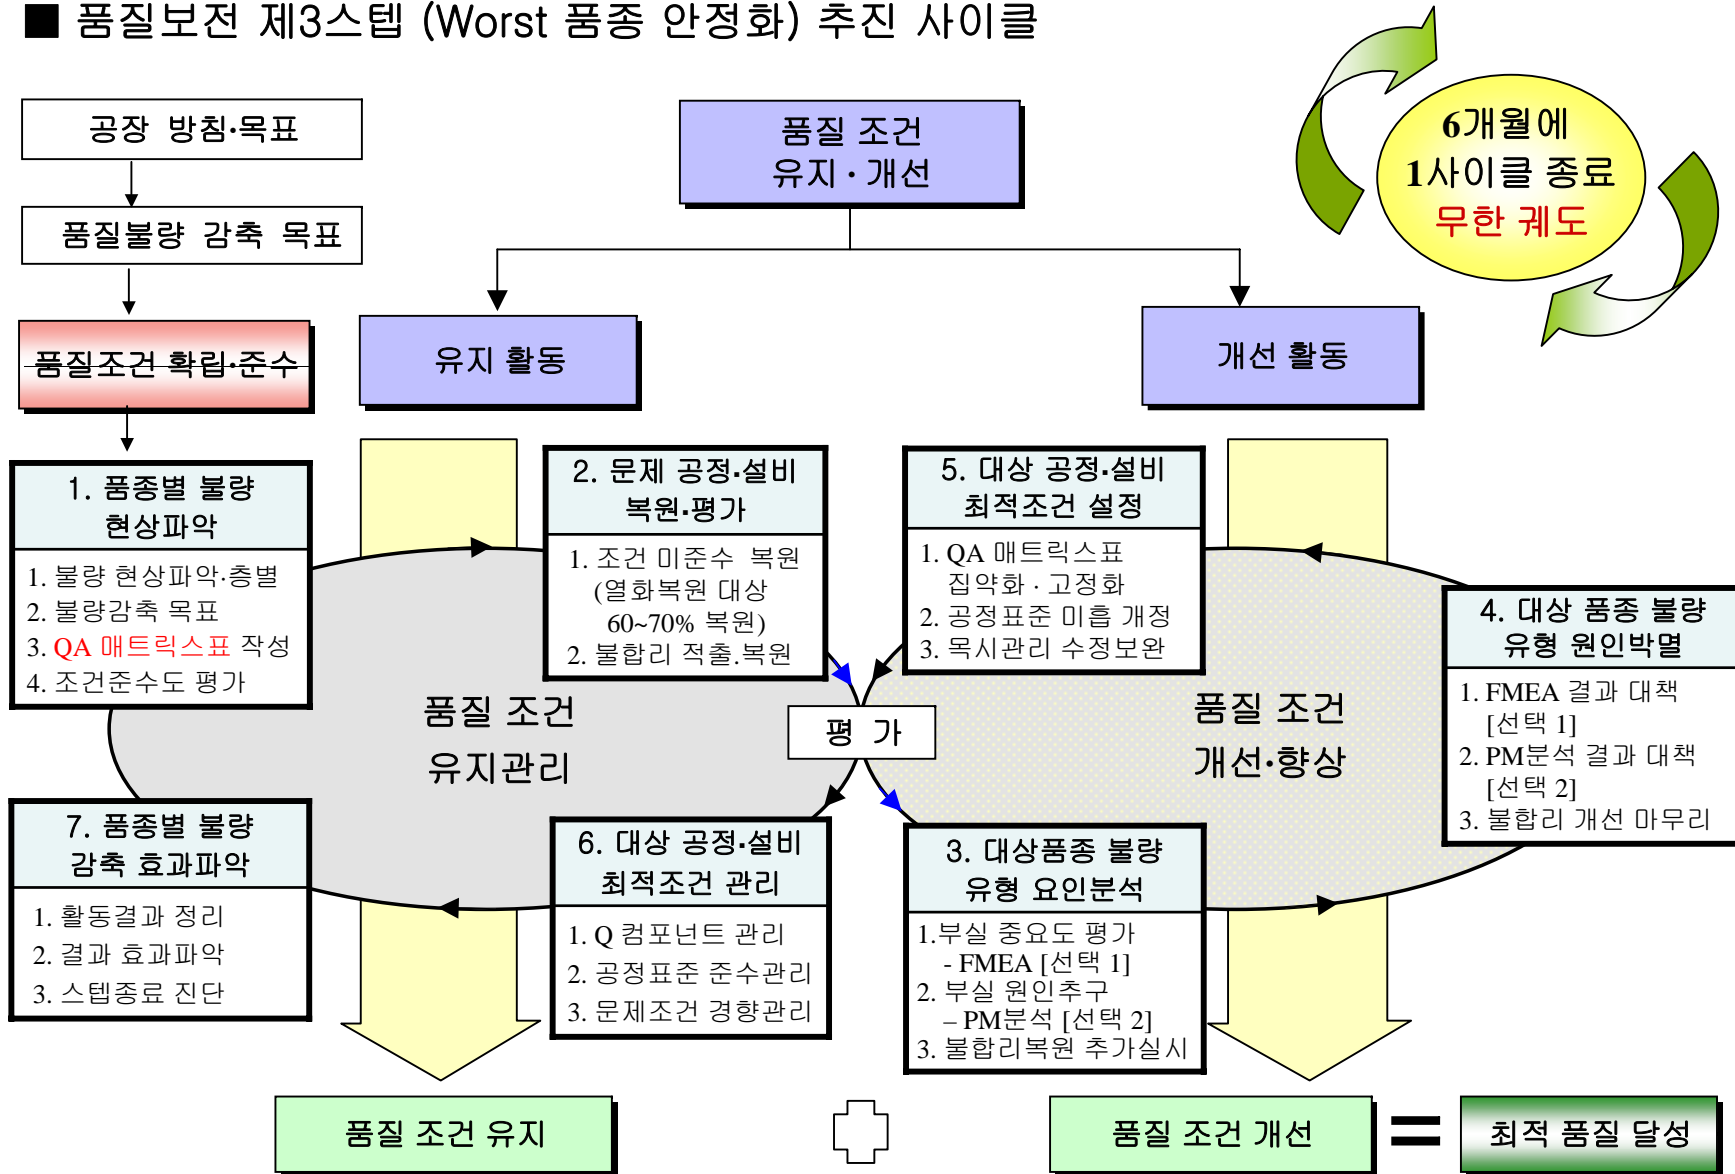 ■ 품질보전 제3스텝 (Worst 품종 안정화) 추진 사이클
공장 방침·목표
품질불량 감축 목표
품질조건 확립·준수
품질 조건
유지 · 개선
유지 활동
개선 활동
6개월에
1사이클 종료
무한 궤도
1. 품종별 불량
현상파악
1. 불량 현상파악·층별
2. 불량감축 목표
3. QA 매트릭스표 작성
4. 조건준수도 평가
2. 문제 공정·설비
복원·평가
1. 조건 미준수 복원
(열화복원 대상
60~70% 복원)
2. 불합리 적출.복원
5. 대상 공정·설비
최적조건 설정
1. QA 매트릭스표
집약화 · 고정화
2. 공정표준 미흡 개정
3. 목시관리 수정보완
4. 대상 품종 불량
유형 원인박멸
1. FMEA 결과 대책
[선택 1]
2. PM분석 결과 대책
[선택 2]
3. 불합리 개선 마무리
품질 조건
유지관리
평 가
품질 조건
개선·향상
7. 품종별 불량
감축 효과파악
1. 활동결과 정리
2. 결과 효과파악
3. 스텝종료 진단
6. 대상 공정·설비
최적조건 관리
1. Q 컴포넌트 관리
2. 공정표준 준수관리
3. 문제조건 경향관리
3. 대상품종 불량
유형 요인분석
1.부실 중요도 평가
- FMEA [선택 1]
2. 부실 원인추구
– PM분석 [선택 2]
3. 불합리복원 추가실시
품질 조건 유지
품질 조건 개선
=
최적 품질 달성